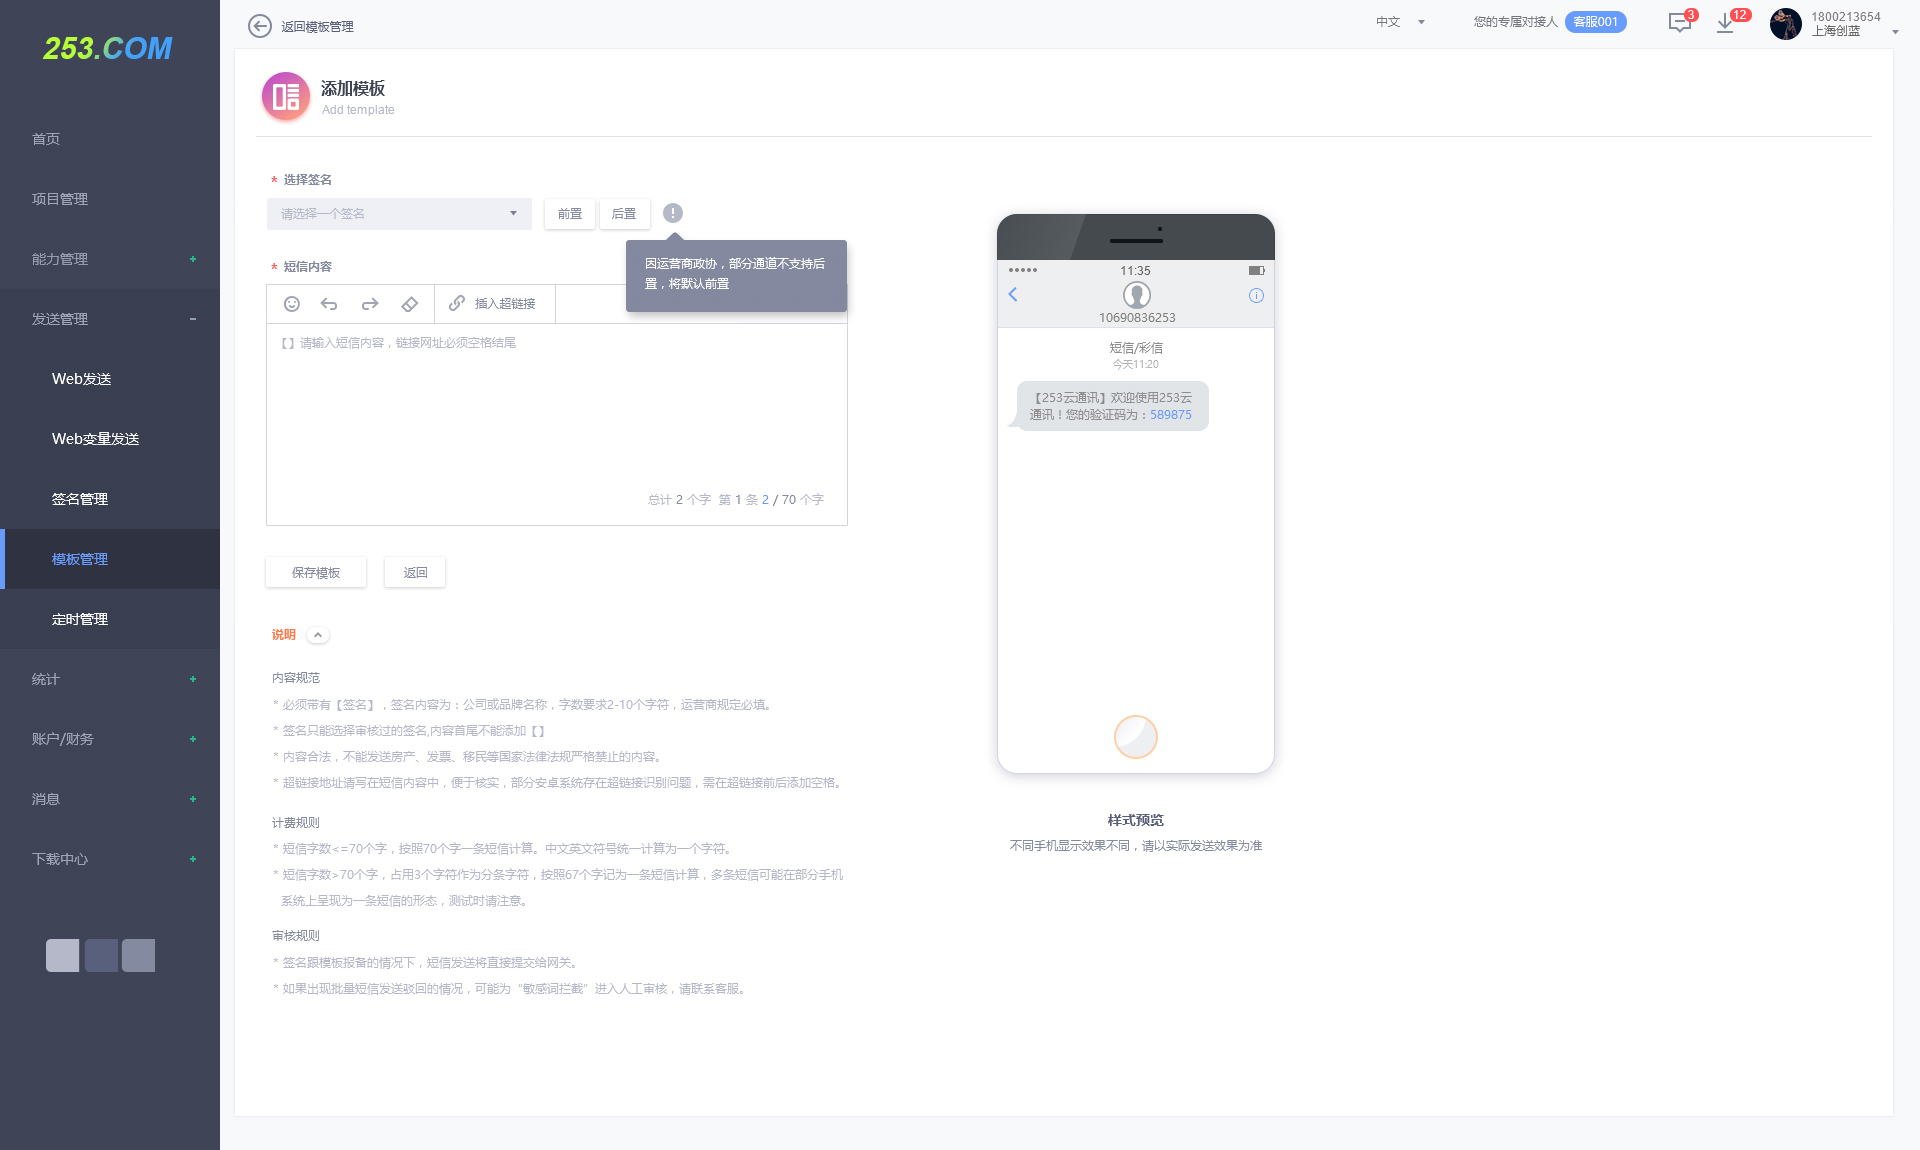 253.COM
首页
项目管理
能力管理 +
发送管理 -
Web发送
Web变量发送
签名管理
模板管理
定时管理
统计 +
账户/财务 +
消息 +
下载中心 +
返回模板管理
中文
您的专属对接人 客服001
3
12
1800213654
上海创蓝
添加模板
Add template
* 选择签名
请选择一个签名
前置
后置
!
因运营商政协，部分通道不支持后
置，将默认前置
* 短信内容
插入超链接
【】请输入短信内容，链接网址必须空格结尾
总计 2 个字 第 1 条 2 / 70 个字
保存模板
返回
说明
内容规范
* 必须带有【签名】，签名内容为：公司或品牌名称，字数要求2-10个字符，运营商规定必填。
* 签名只能选择审核过的签名,内容首尾不能添加【】
* 内容合法，不能发送房产、发票、移民等国家法律法规严格禁止的内容。
* 超链接地址请写在短信内容中，便于核实，部分安卓系统存在超链接识别问题，需在超链接前后添加空格。
计费规则
* 短信字数<=70个字，按照70个字一条短信计算。中文英文符号统一计算为一个字符。
* 短信字数>70个字，占用3个字符作为分条字符，按照67个字记为一条短信计算，多条短信可能在部分手机
系统上呈现为一条短信的形态，测试时请注意。
审核规则
* 签名跟模板报备的情况下，短信发送将直接提交给网关。
* 如果出现批量短信发送驳回的情况，可能为“敏感词拦截”进入人工审核，请联系客服。
11:35
10690836253
短信/彩信
今天11:20
【253云通讯】欢迎使用253云
通讯！您的验证码为：589875
样式预览
不同手机显示效果不同，请以实际发送效果为准